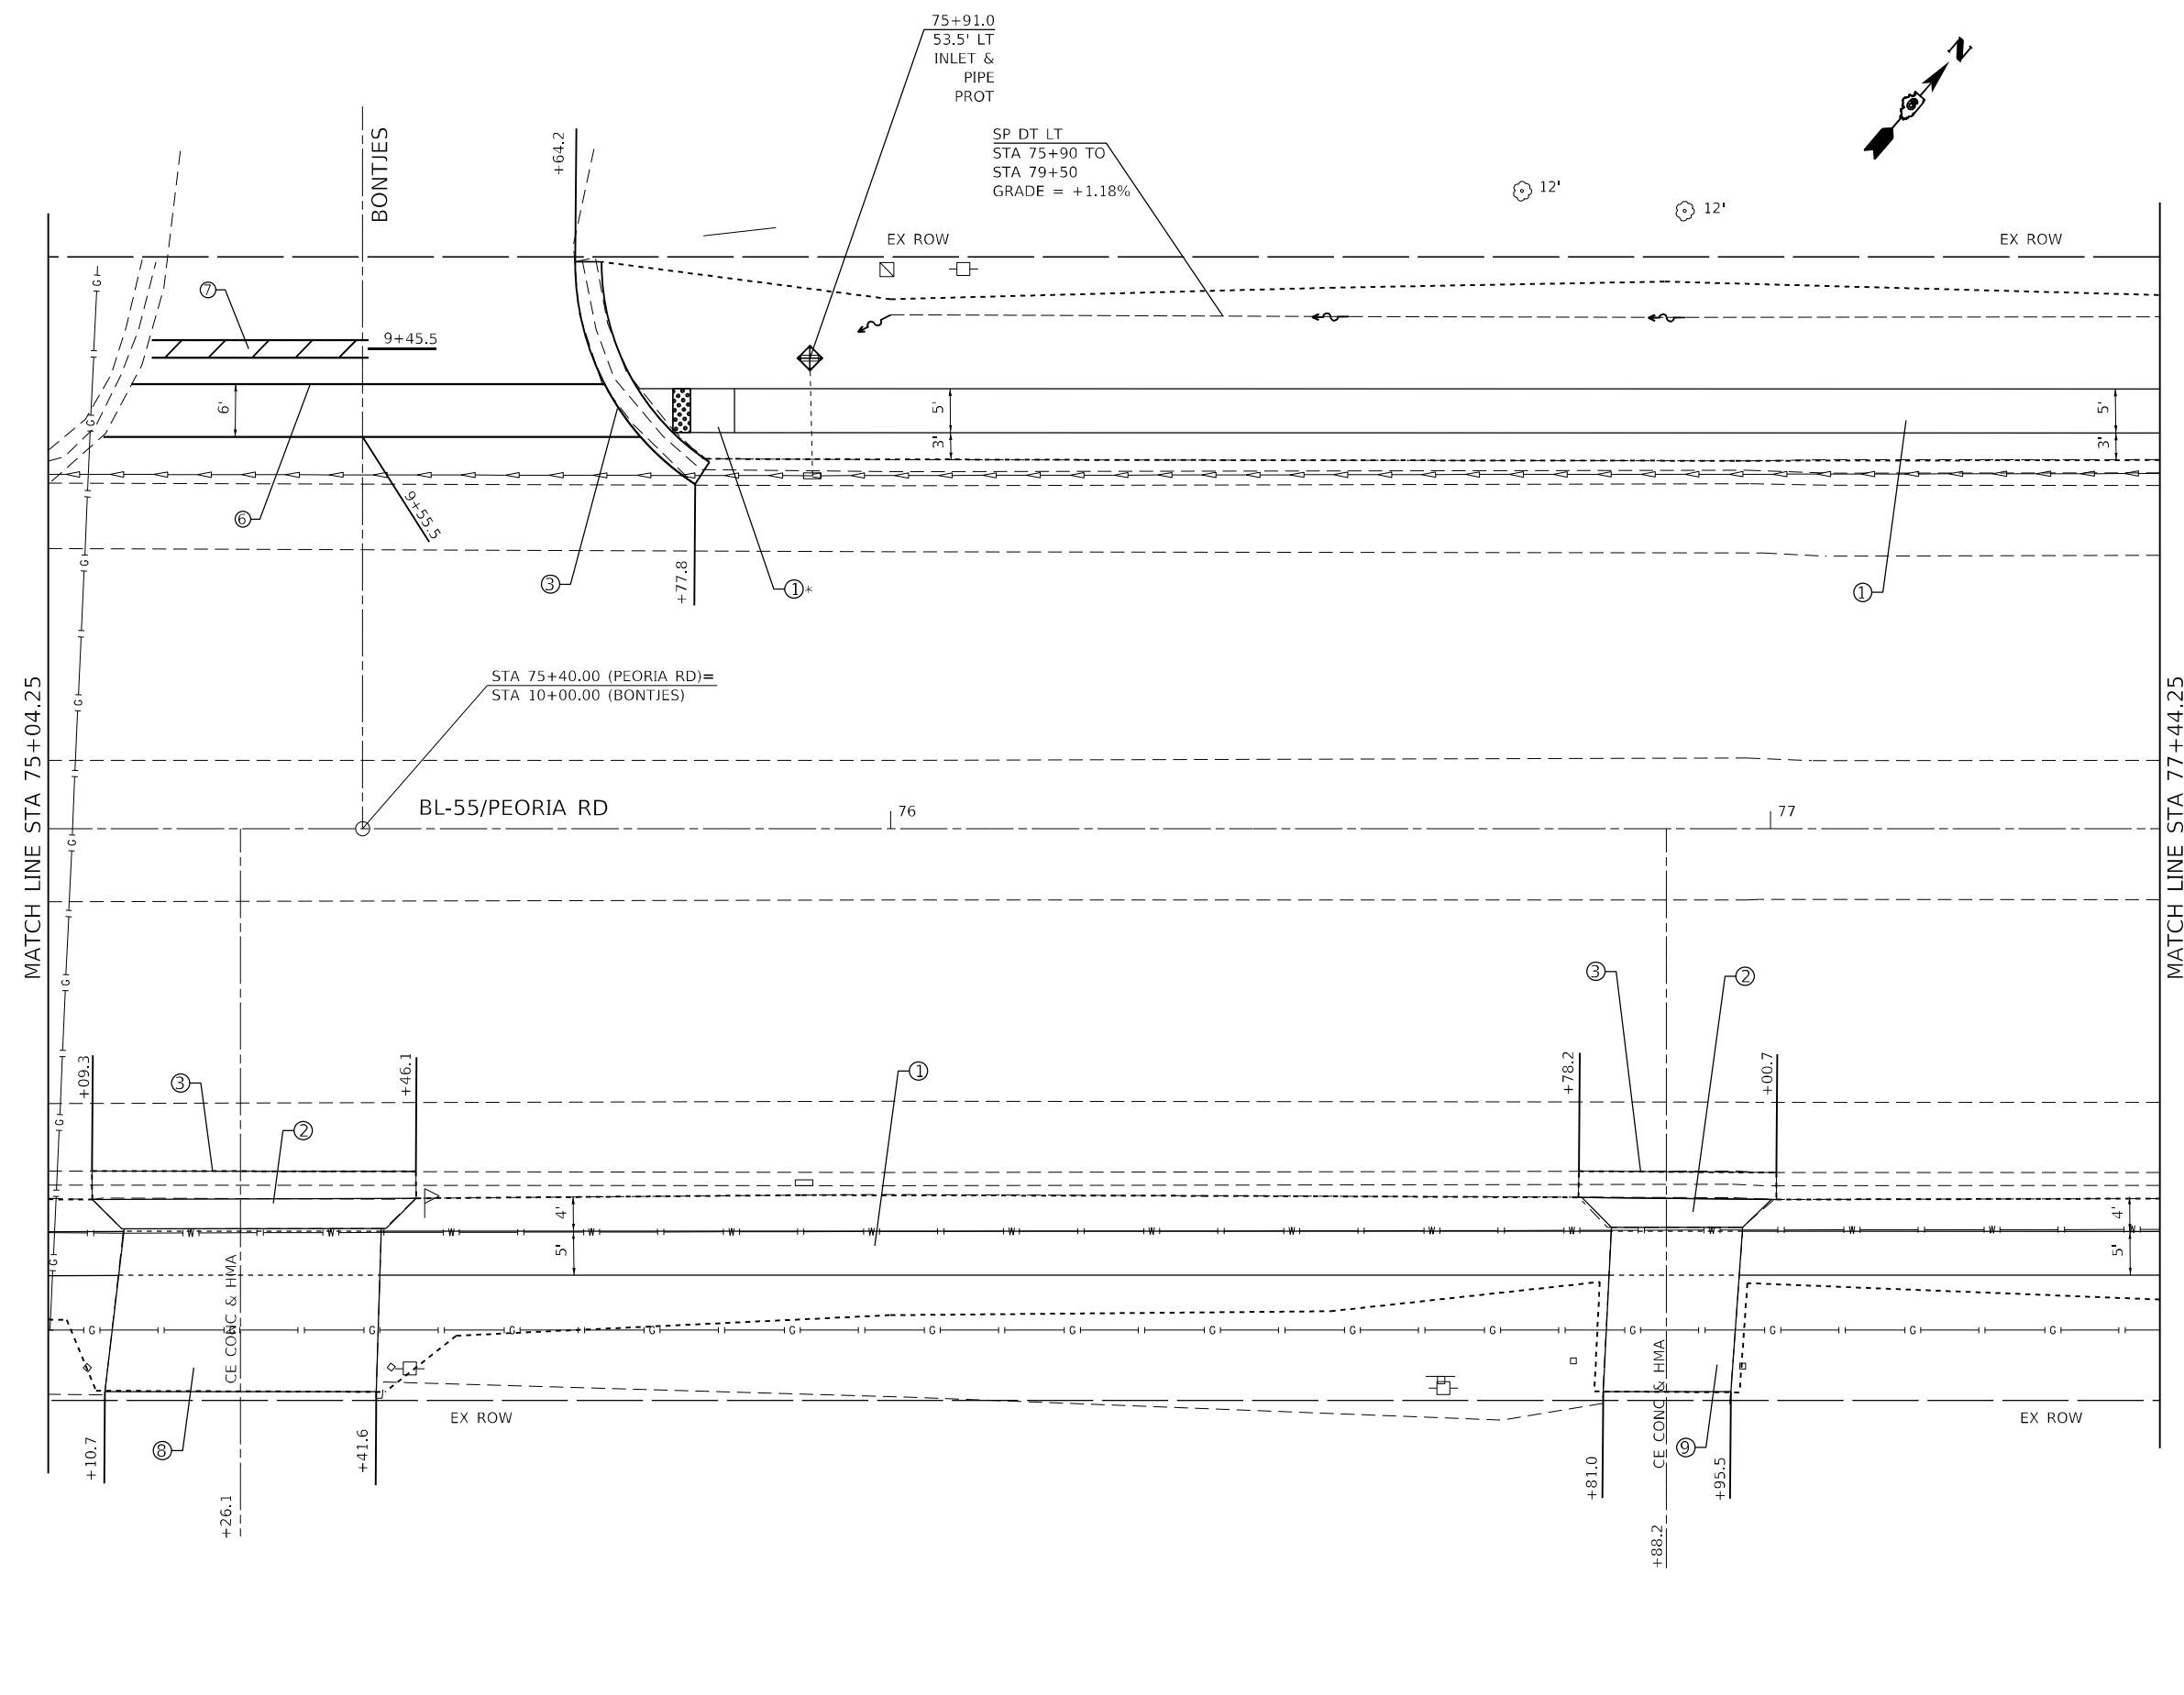 75+91.0
53.5' LT
INLET &
PIPE
PROT
N
SP DT LT
STA 75+90 TO
STA 79+50
GRADE = +1.18%
BONTJES
+64.2
12'
12'
EX ROW
EX ROW
7
9+45.5
6'
5'
3'
5'
3'
9+55.5
6
3
+77.8
1*
1
STA 75+40.00 (PEORIA RD)=
STA 10+00.00 (BONTJES)
MATCH LINE STA 75+04.25
MATCH LINE STA 77+44.25
BL-55/PEORIA RD
76
77
3
2
+09.3
3
+46.1
1
+78.2
+00.7
2
4'
5'
4'
5'
G G G G G G G G G G G
W W W W W W W W W W W W W
G G G G G G G G G G G G G G G
CE CONC & HMA
CE CONC & HMA
EX ROW
EX ROW
+10.7
8
+41.6
+81.0
9
+95.5
+26.1
+88.2